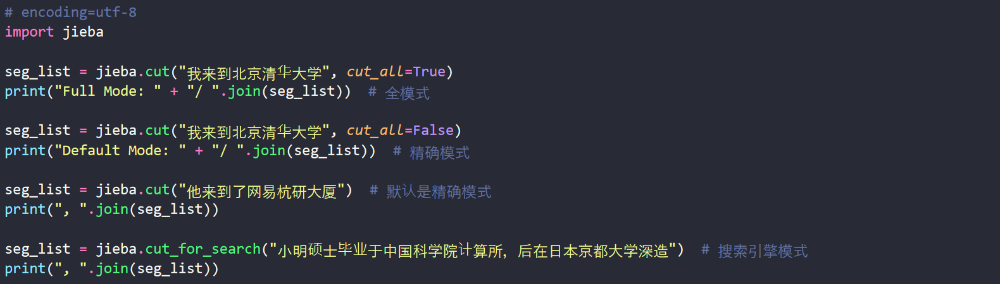 # encoding=utf-8
import jieba
seg_list = jieba.cut("我来到北京清华大学", cut_all=True)
print("Full Mode: " + "/ ".join(seg_list))  # 全模式
seg_list = jieba.cut("我来到北京清华大学", cut_all=False)
print("Default Mode: " + "/ ".join(seg_list))  # 精确模式
seg_list = jieba.cut("他来到了网易杭研大厦")  # 默认是精确模式
print(", ".join(seg_list))
seg_list = jieba.cut_for_search("小明硕士毕业于中国科学院计算所，后在日本京都大学深造")  # 搜索引擎模式
print(", ".join(seg_list))